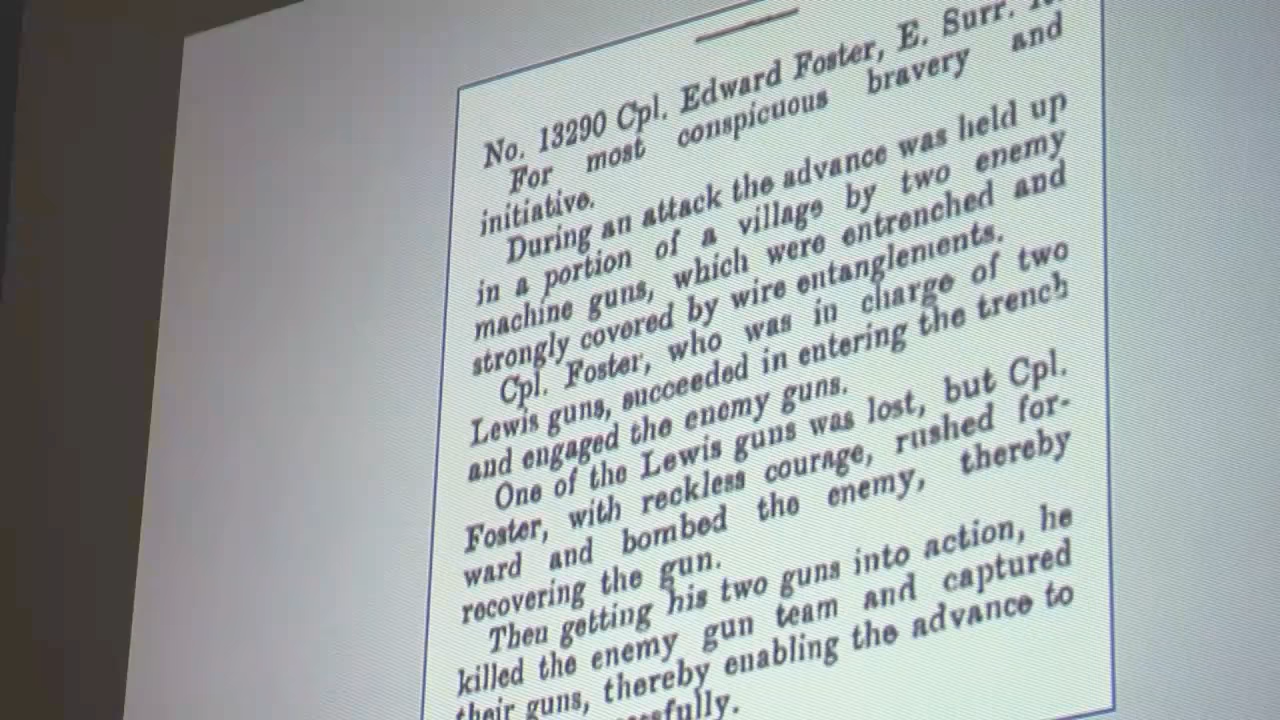 No. 13290 Cpl. Edward Foster, E. Surr.
For most conspicuous bravery and
initiative.
During an attack the advance was held up
in a portion of a village by two enemy
machine guns, which were entrenched and
strongly covered by wire entanglements.
Cpl. Foster, who was in charge of two
Lewis guns, succeeded in entering the trench
and engaged the enemy guns.
One of the Lewis guns was lost, but Cpl.
Foster, with reckless courage, rushed for-
ward and bombed the enemy, thereby
recovering the gun.
Then getting his two guns into action, he
killed the enemy gun team and captured
their guns, thereby enabling the advance to